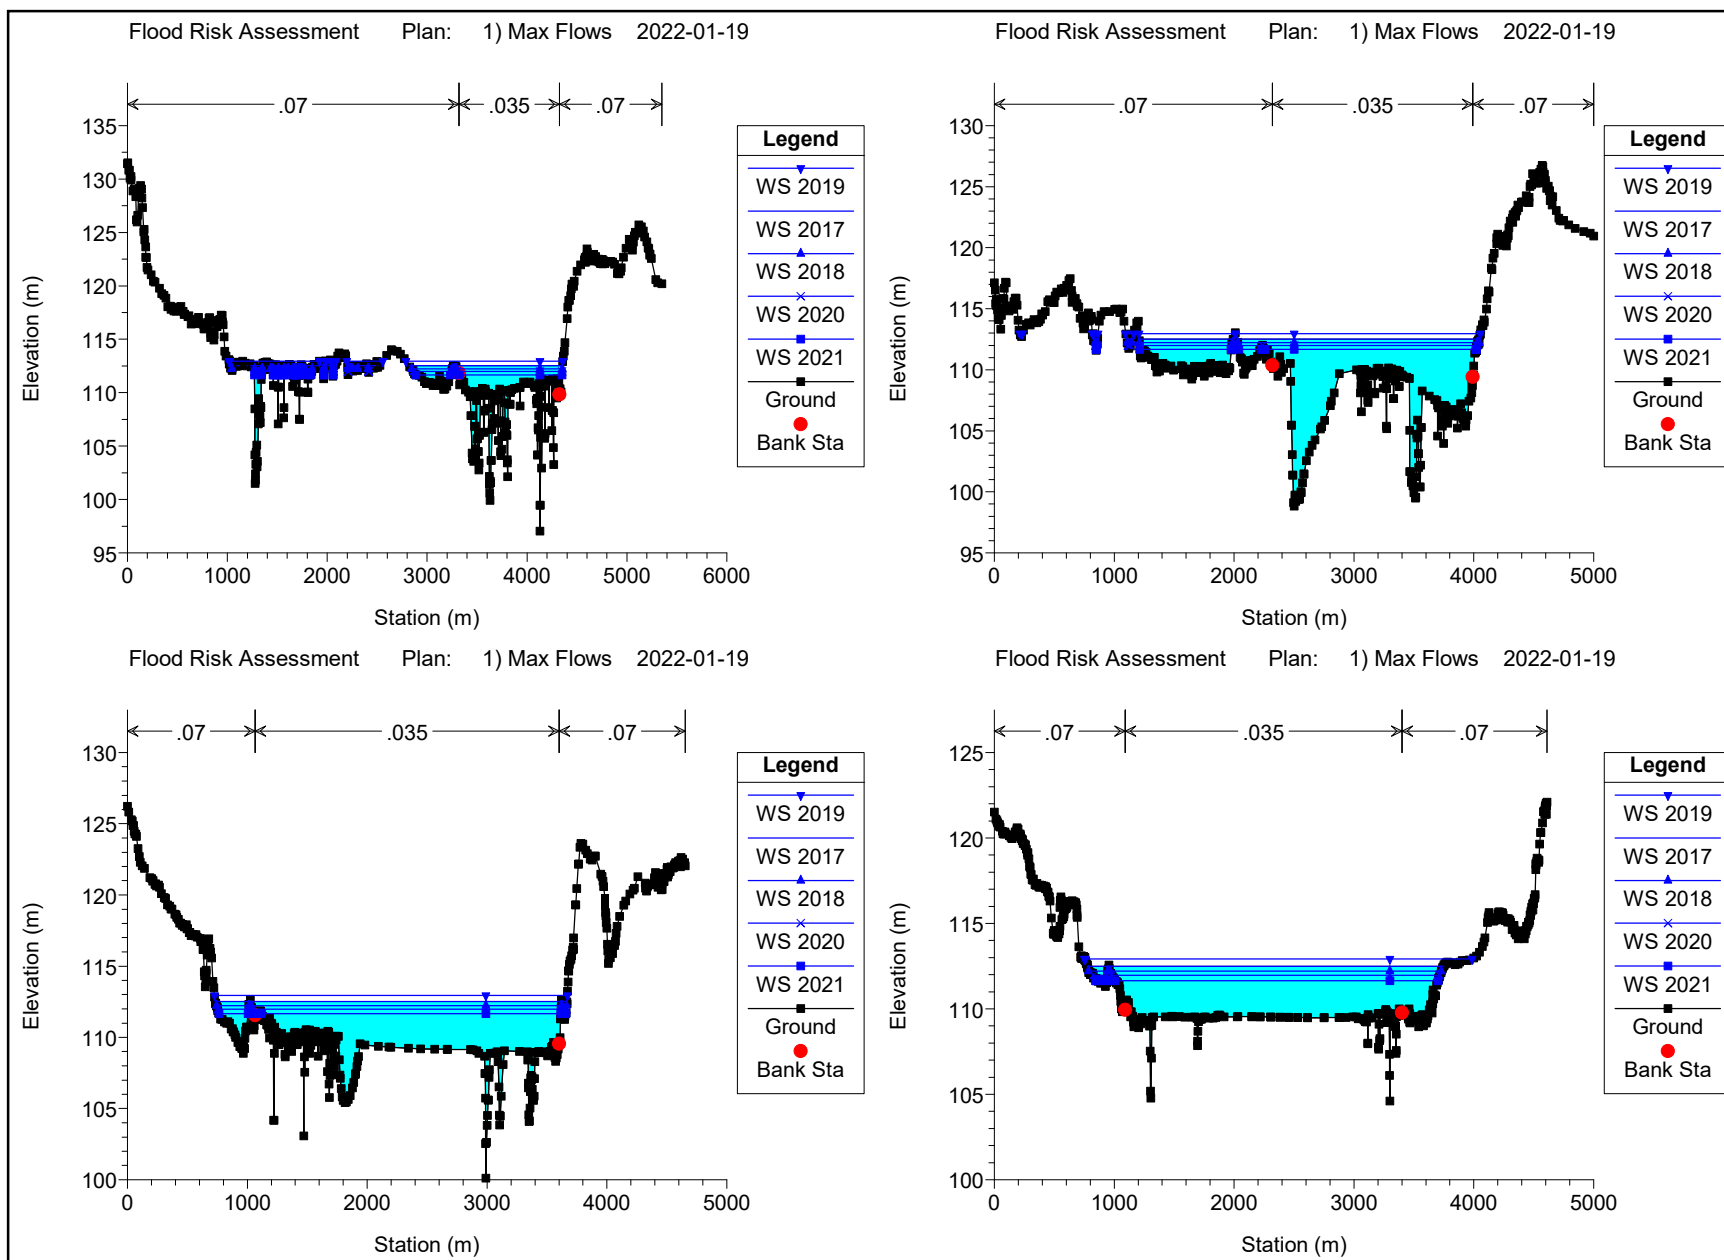 Flood Risk Assessment Plan: 1) Max Flows 2022-01-19
.07 .035 .07
135
130
125
120
115
110
105
100
95
Elevation (m)
0 1000 2000 3000 4000 5000 6000
Station (m)
Legend
WS 2019
WS 2017
WS 2018
WS 2020
WS 2021
Ground
Bank Sta
Flood Risk Assessment Plan: 1) Max Flows 2022-01-19
.07 .035 .07
130
125
120
115
110
105
100
95
Elevation (m)
0 1000 2000 3000 4000 5000
Station (m)
Legend
WS 2019
WS 2017
WS 2018
WS 2020
WS 2021
Ground
Bank Sta
Flood Risk Assessment Plan: 1) Max Flows 2022-01-19
.07 .035 .07
130
125
120
115
110
105
100
Elevation (m)
0 1000 2000 3000 4000 5000
Station (m)
Legend
WS 2019
WS 2017
WS 2018
WS 2020
WS 2021
Ground
Bank Sta
Flood Risk Assessment Plan: 1) Max Flows 2022-01-19
.07 .035 .07
125
120
115
110
105
100
Elevation (m)
0 1000 2000 3000 4000 5000
Station (m)
Legend
WS 2019
WS 2017
WS 2018
WS 2020
WS 2021
Ground
Bank Sta